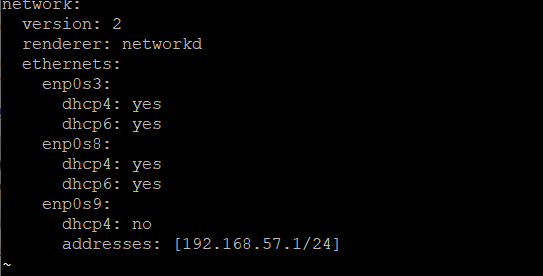 network:
  version: 2
  renderer: networkd
  ethernets:
    enp0s3:
      dhcp4: yes
      dhcp6: yes
    enp0s8:
      dhcp4: yes
      dhcp6: yes
    enp0s9:
      dhcp4: no
      addresses: [192.168.57.1/24]
~